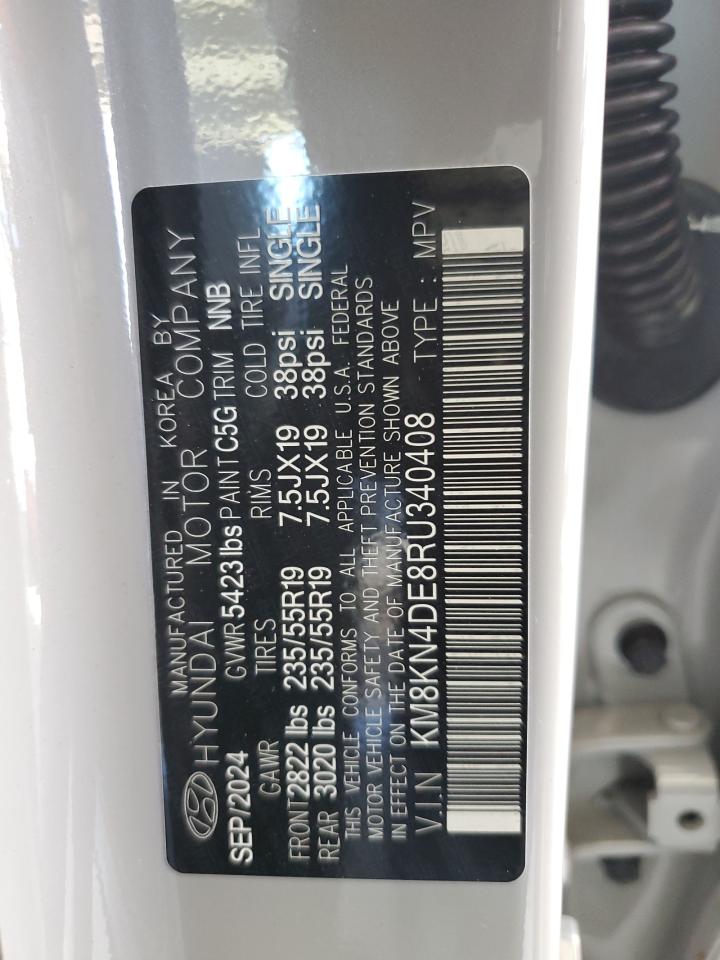 MANUFACTURED IN KOREA BY
HYUNDAI MOTOR COMPANY
SEP/2024 GVWR 5423 lbs PAINT C5G TRIM NNB
GAWR TIRES RIMS COLD TIRE INFL
FRONT 2822 lbs 235/55R19 7.5JX19 38psi SINGLE
REAR 3020 lbs 235/55R19 7.5JX19 38psi SINGLE
THIS VEHICLE CONFORMS TO ALL APPLICABLE U.S.A. FEDERAL
MOTOR VEHICLE SAFETY AND THEFT PREVENTION STANDARDS
IN EFFECT ON THE DATE OF MANUFACTURE SHOWN ABOVE
VIN : KM8KN4DE8RU340408 TYPE : MPV